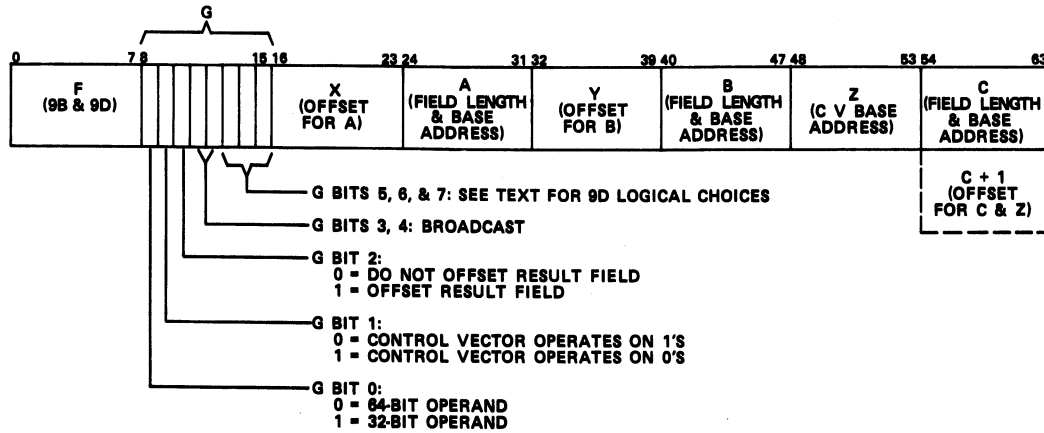 G
0 7 8 15 16 23 24 31 32 39 40 47 48 53 54 63
F
(9B & 9D)
X
(OFFSET
FOR A)
A
(FIELD LENGTH
& BASE
ADDRESS)
Y
(OFFSET
FOR B)
B
(FIELD LENGTH
& BASE
ADDRESS)
Z
(C V BASE
ADDRESS)
C
(FIELD LENGTH
& BASE
ADDRESS)
C + 1
(OFFSET
FOR C & Z)
G BITS 5, 6, & 7: SEE TEXT FOR 9D LOGICAL CHOICES
G BITS 3, 4: BROADCAST
G BIT 2:
0 = DO NOT OFFSET RESULT FIELD
1 = OFFSET RESULT FIELD
G BIT 1:
0 = CONTROL VECTOR OPERATES ON 1'S
1 = CONTROL VECTOR OPERATES ON 0'S
G BIT 0:
0 = 64-BIT OPERAND
1 = 32-BIT OPERAND